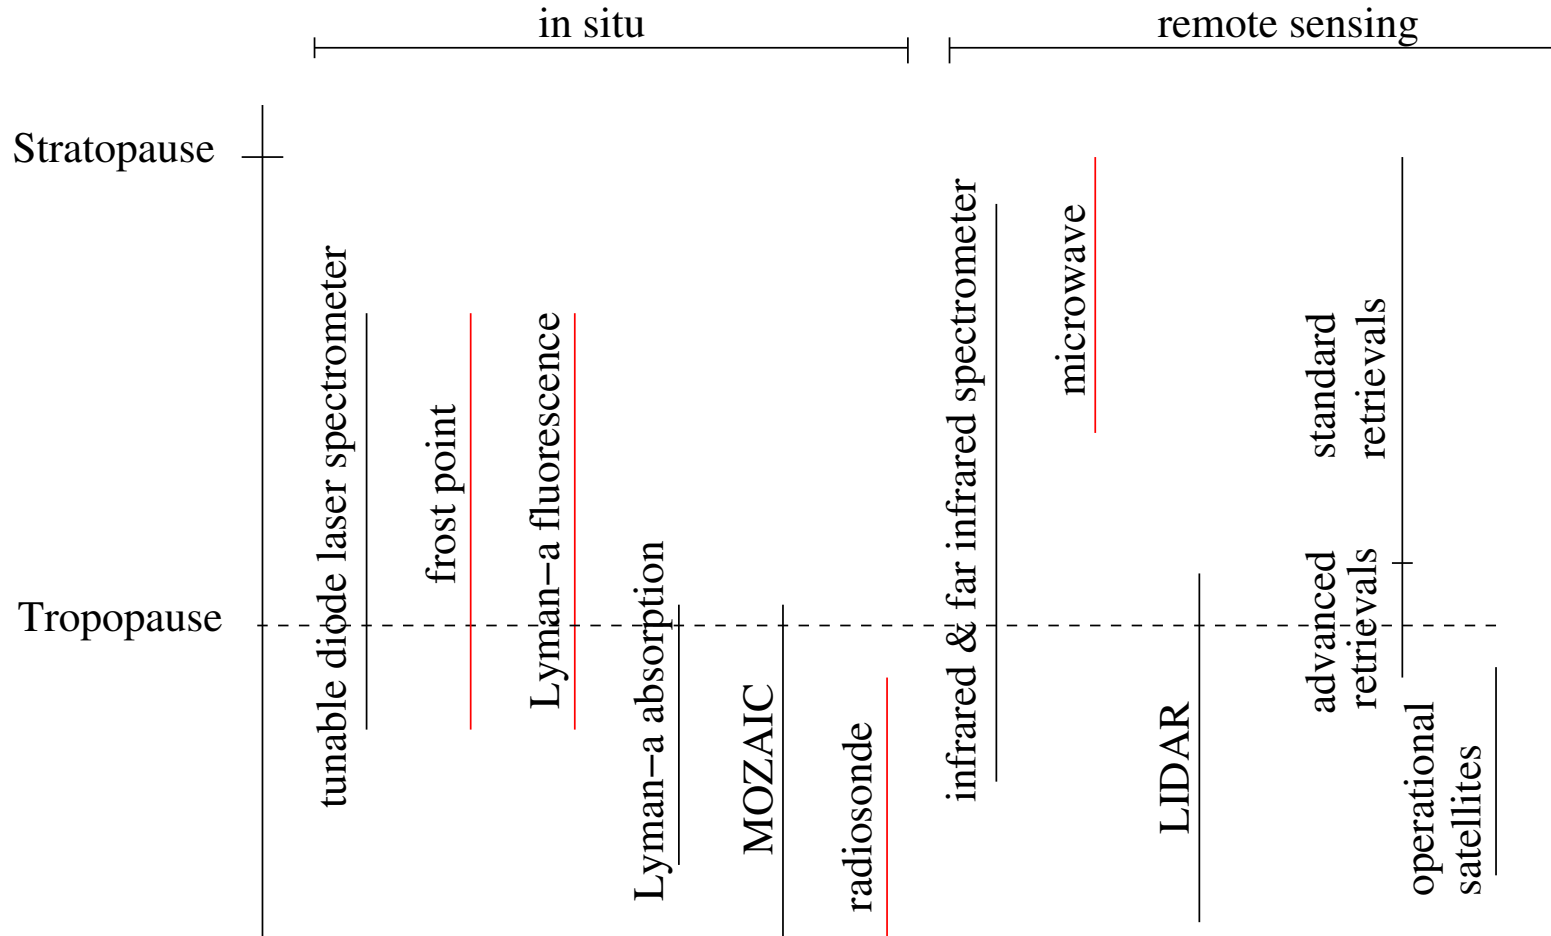 in situ
remote sensing
Stratopause
Tropopause
tunable diode laser spectrometer
frost point
Lyman−a fluorescence
Lyman−a absorption
MOZAIC
radiosonde
infrared & far infrared spectrometer
microwave
LIDAR
standard
retrievals
advanced
retrievals
operational
satellites